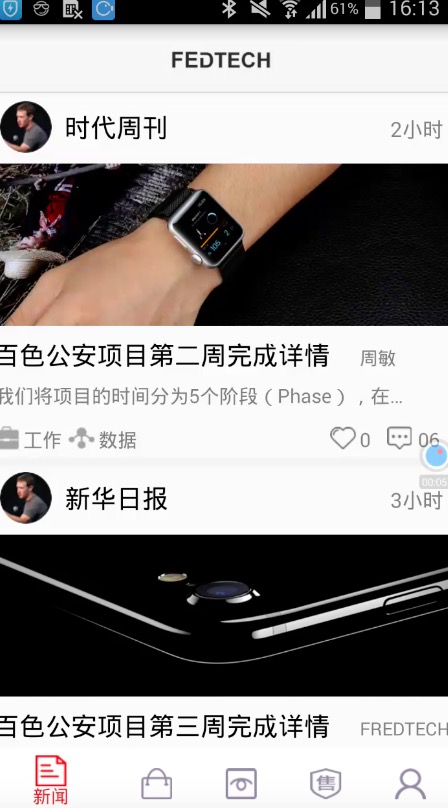 61% 16:13
FEDTECH
时代周刊 2小时
百色公安项目第二周完成详情 周敏
我们将项目的时间分为5个阶段（Phase），在...
工作 数据 0 06
00:05
新华日报 3小时
百色公安项目第三周完成详情 FREDTECH
新闻 售